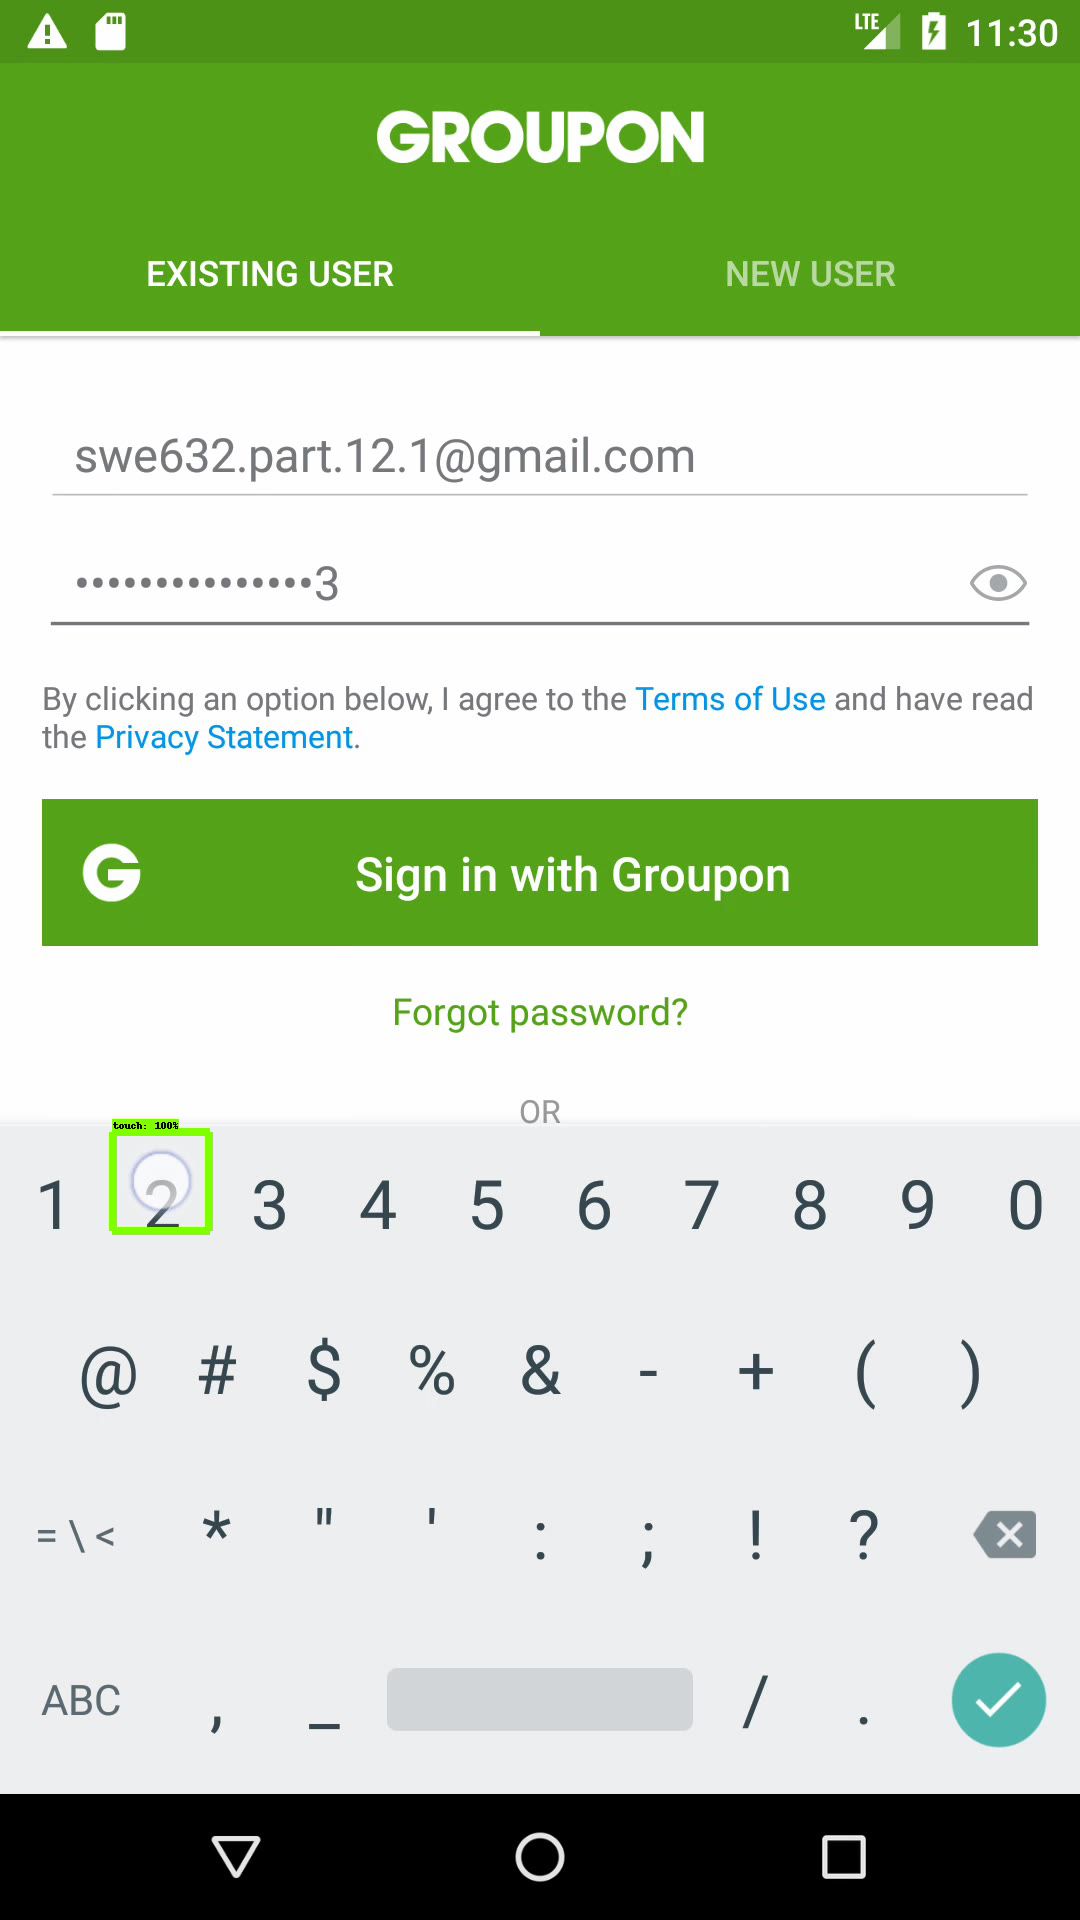 LTE 11:30
GROUPON
EXISTING USER NEW USER
swe632.part.12.1@gmail.com
•••••••••••••••3
By clicking an option below, I agree to the Terms of Use and have read
the Privacy Statement.
G Sign in with Groupon
Forgot password?
OR
touch: 100%
1 2 3 4 5 6 7 8 9 0
@ # $ % & - + ( )
= \ < * " ' : ; ! ?
ABC , _ / .